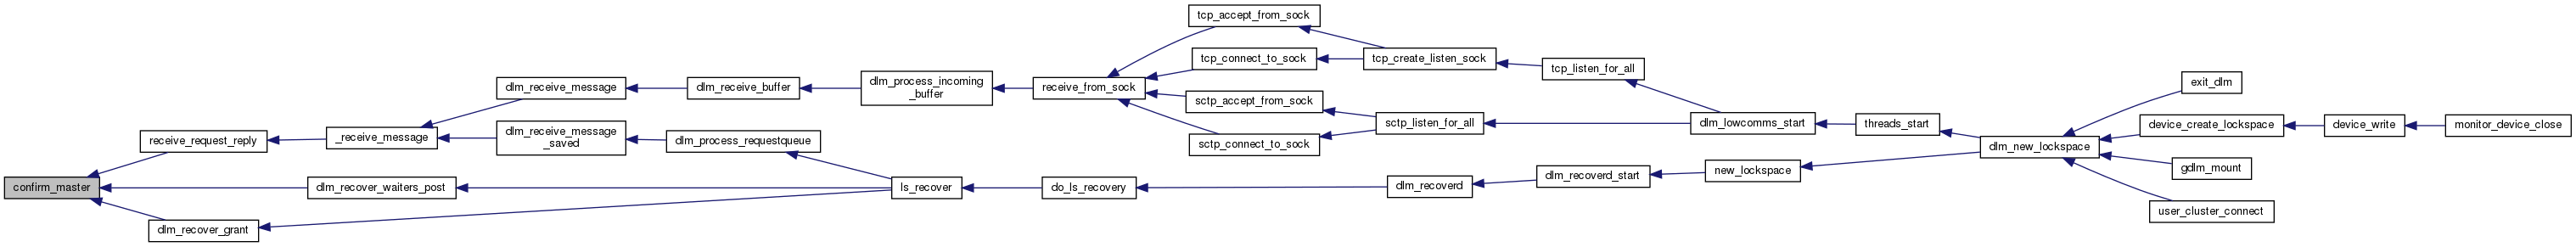 confirm_master
receive_request_reply
dlm_recover_waiters_post
dlm_recover_grant
_receive_message
dlm_receive_message
dlm_receive_message
_saved
dlm_receive_buffer
dlm_process_requestqueue
dlm_process_incoming
_buffer
ls_recover
receive_from_sock
do_ls_recovery
tcp_accept_from_sock
tcp_connect_to_sock
sctp_accept_from_sock
sctp_connect_to_sock
tcp_create_listen_sock
sctp_listen_for_all
dlm_recoverd
tcp_listen_for_all
dlm_recoverd_start
dlm_lowcomms_start
new_lockspace
threads_start
dlm_new_lockspace
exit_dlm
device_create_lockspace
gdlm_mount
user_cluster_connect
device_write
monitor_device_close